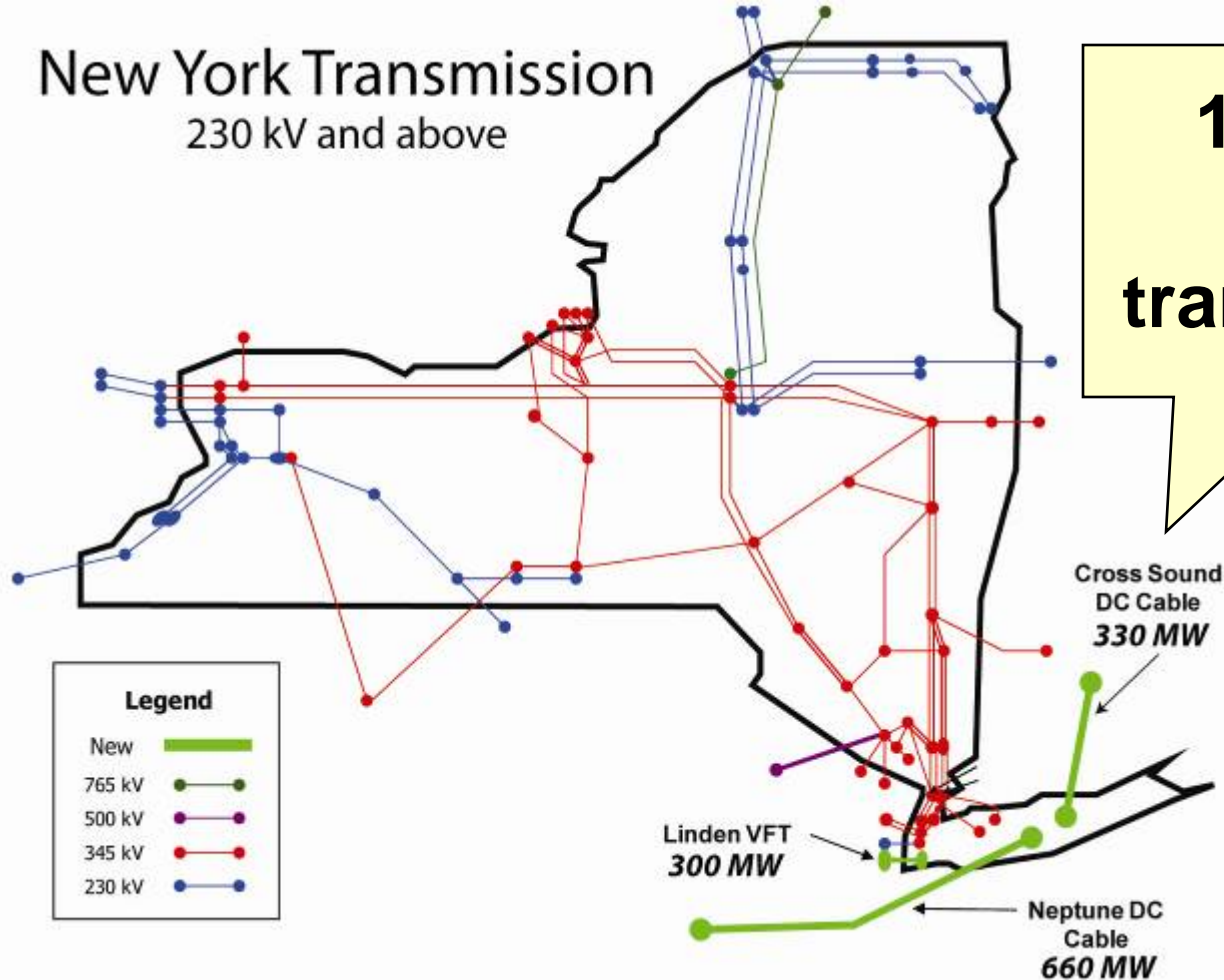 New York Transmission
230 kV and above
1
tran
Cross Sound
DC Cable
330 MW
Legend
New
765 kV
500 kV
345 kV
230 kV
Linden VFT
300 MW
Neptune DC
Cable
660 MW